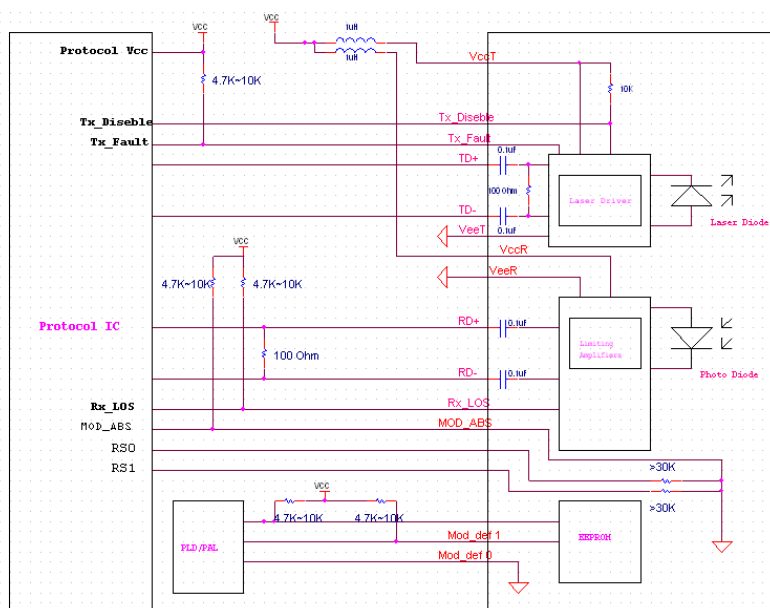 VCC
VCC
1uH
Protocol Vcc
1uH
VccT
4.7K~10K
10K
Tx_Diseble
Tx_Diseble
Tx_Fault
Tx_Fault
0.1uf
TD+
100 Ohm
Laser Driver
TD-
Laser Diode
VeeT
0.1uf
VCC
VccR
VeeR
4.7K~10K
4.7K~10K
Protocol IC
RD+
0.1uf
Limiting
Amplifiers
100 Ohm
RD-
0.1uf
Photo Diode
Rx_LOS
Rx_LOS
MOD_ABS
MOD_ABS
RS0
RS1
>30K
VCC
>30K
4.7K~10K
4.7K~10K
PLD/PAL
Mod_def 1
EEPROM
Mod_def 0